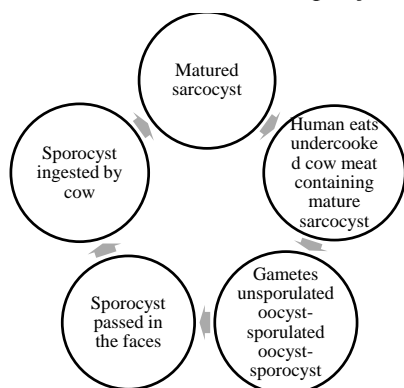 Matured
sarcocyst
Human eats
undercooke
d cow meat
containing
mature
sarcocyst
Gametes
unsporulated
oocyst-
sporulated
oocyst-
sporocyst
Sporocyst
passed in
the faces
Sporocyst
ingested by
cow